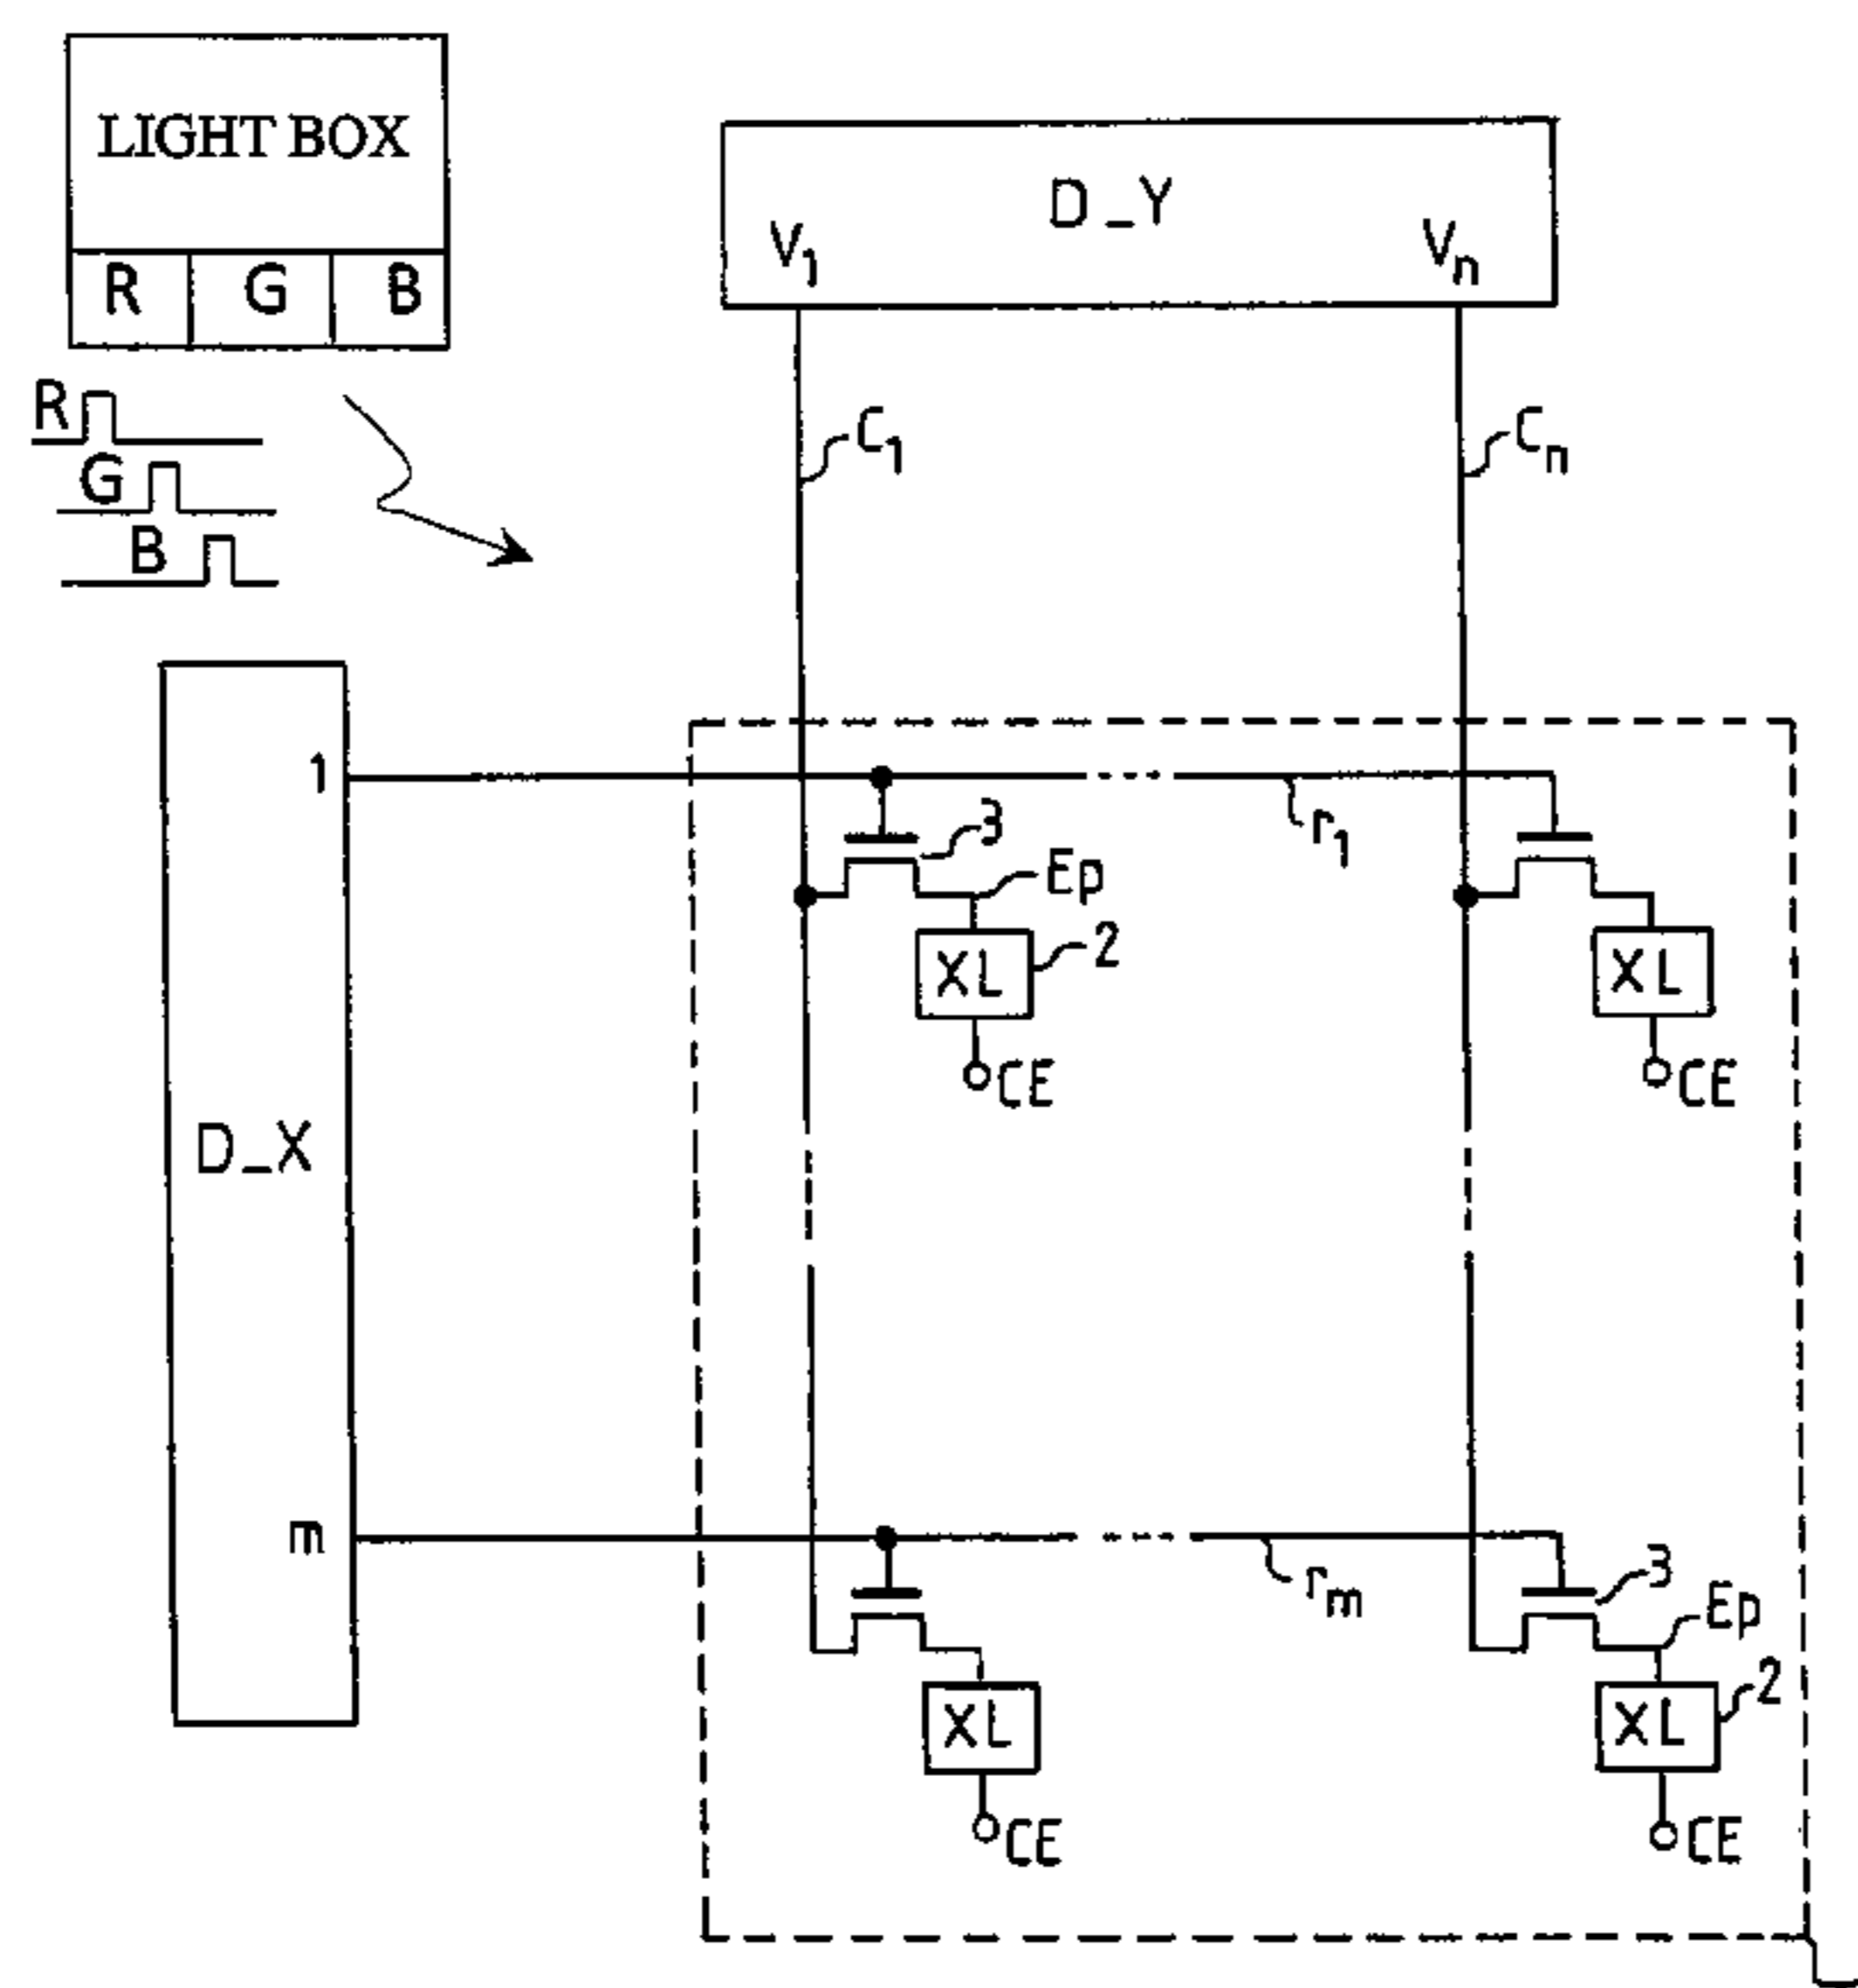 LIGHT BOX
R G B
R
G
B
D_Y
V1 Vn
C1 Cn
D_X
1
r1
3
Ep
2
XL XL
CE CE
m
rm
3
Ep
2
XL XL
CE CE